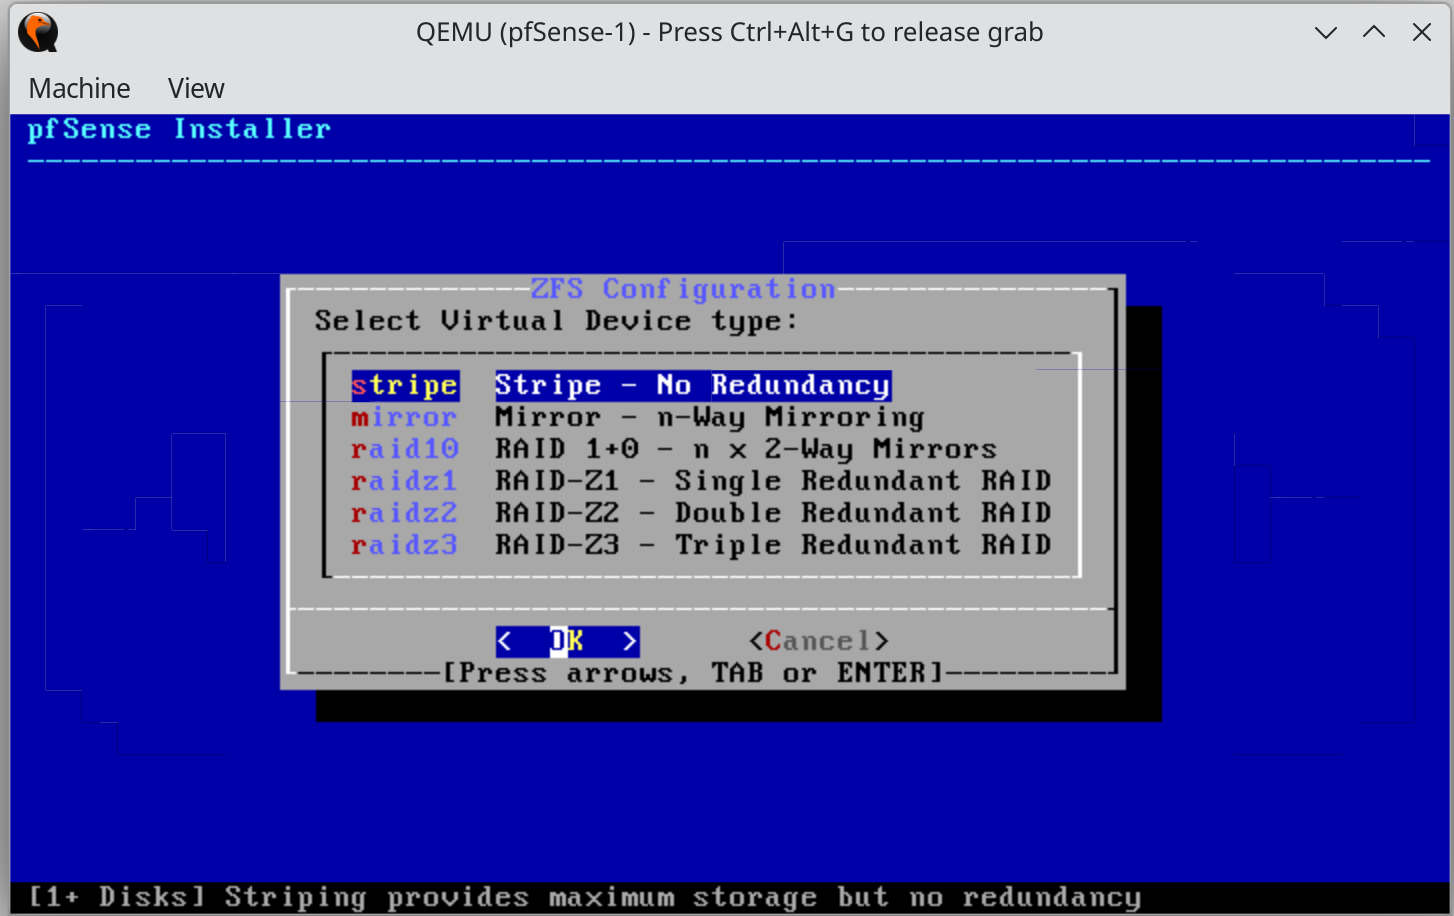 QEMU (pfSense-1) - Press Ctrl+Alt+G to release grab
Machine View
pfSense Installer
ZFS Configuration
Select Virtual Device type:
stripe Stripe - No Redundancy
mirror Mirror - n-Way Mirroring
raid10 RAID 1+0 - n x 2-Way Mirrors
raidz1 RAID-Z1 - Single Redundant RAID
raidz2 RAID-Z2 - Double Redundant RAID
raidz3 RAID-Z3 - Triple Redundant RAID
< OK > <Cancel>
[Press arrows, TAB or ENTER]
[1+ Disks] Striping provides maximum storage but no redundancy